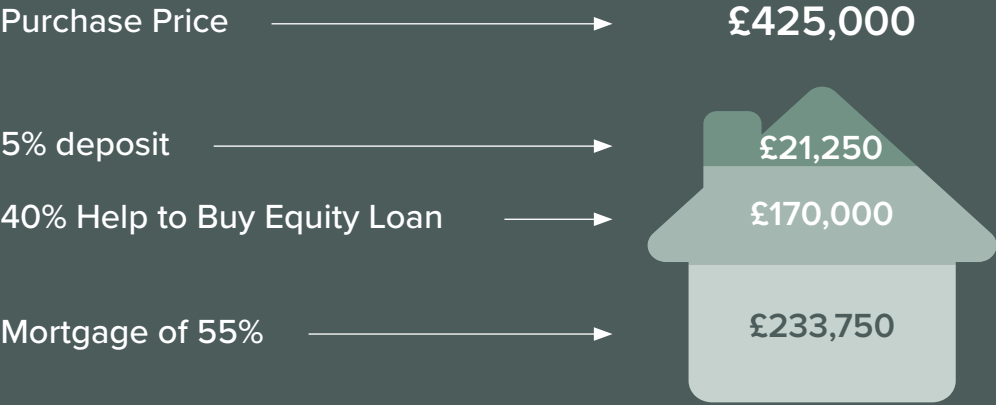 Purchase Price £425,000
5% deposit £21,250
40% Help to Buy Equity Loan £170,000
Mortgage of 55% £233,750